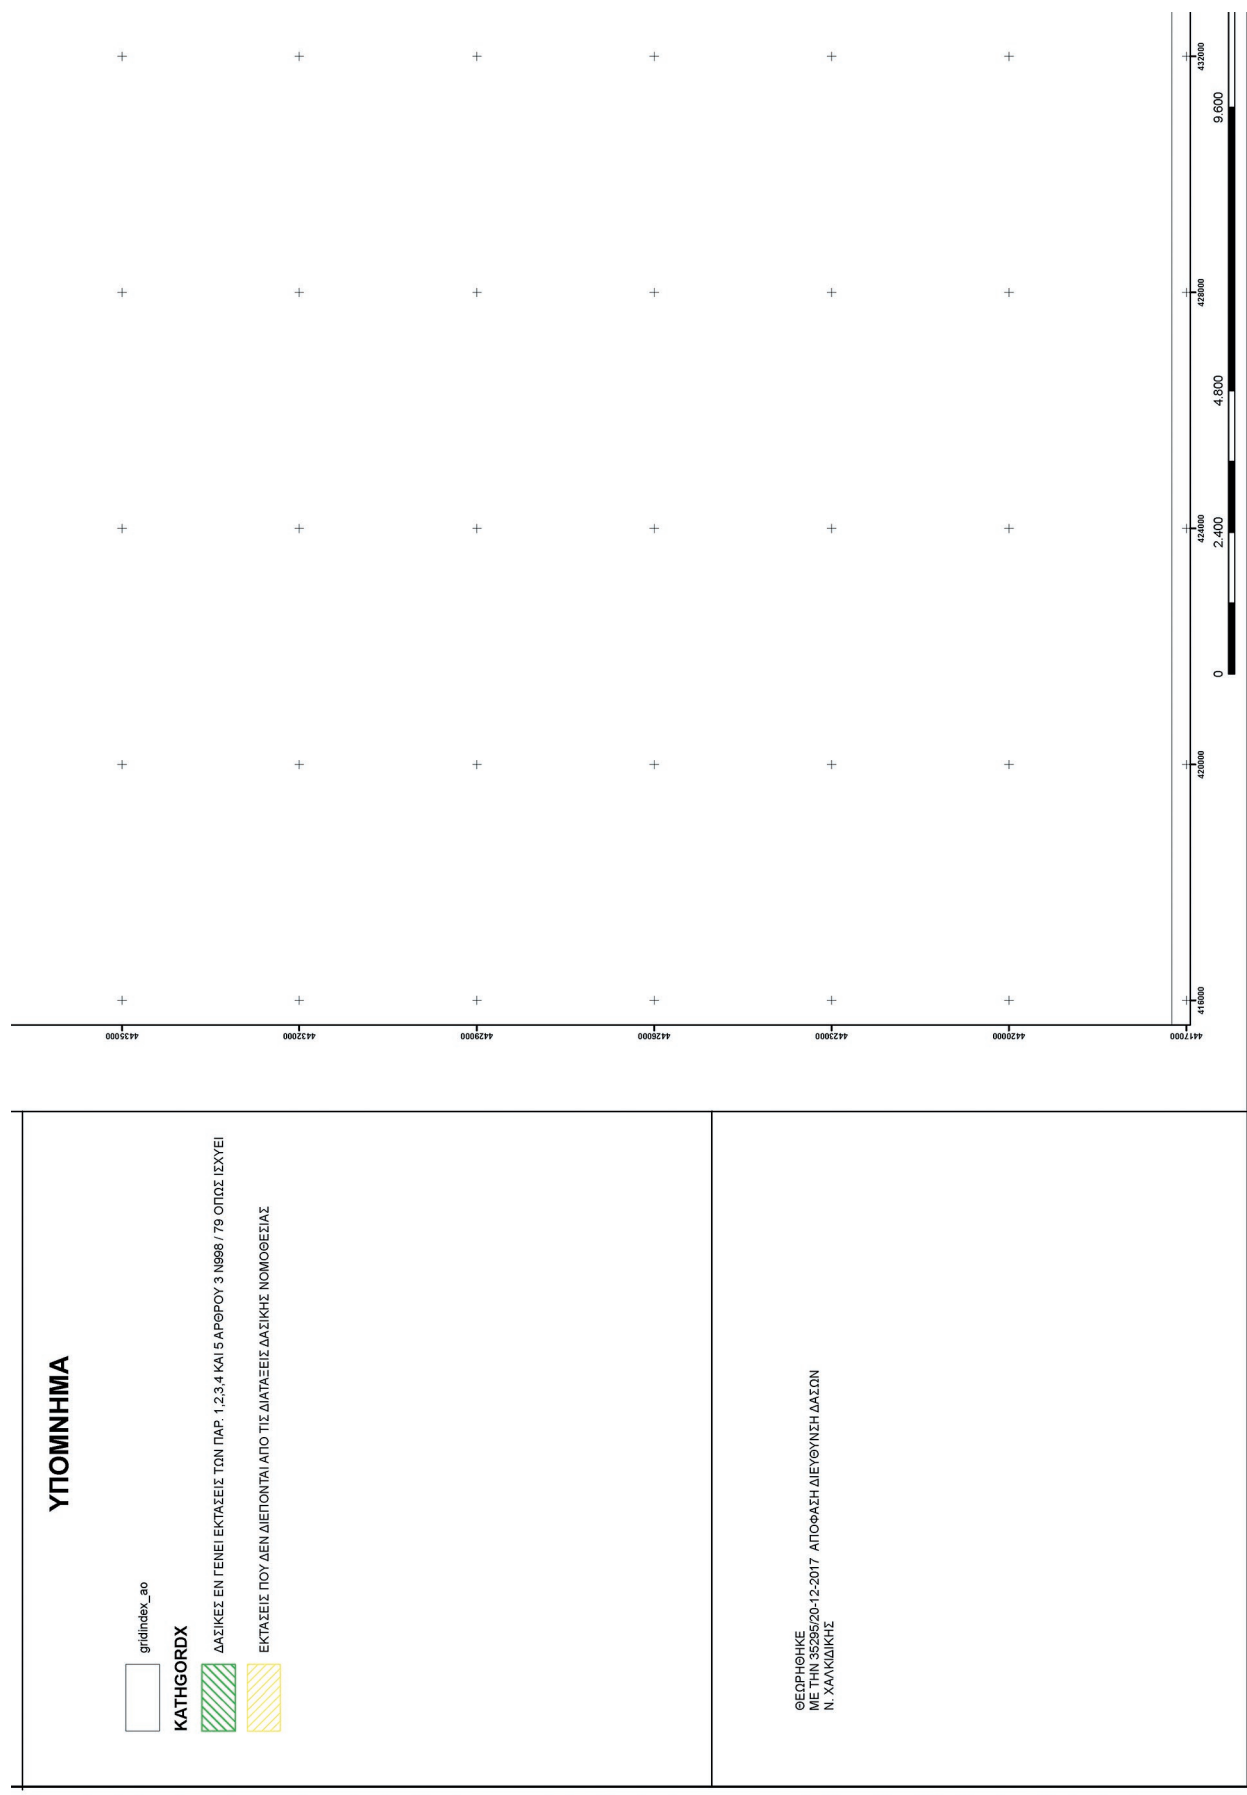 ΥΠΟΜΝΗΜΑ
gridindex_ao
KATHGORDX
ΔΑΣΙΚΕΣ ΕΝ ΓΕΝΕΙ ΕΚΤΑΣΕΙΣ ΤΩΝ ΠΑΡ. 1,2,3,4 ΚΑΙ 5 ΑΡΘΡΟΥ 3 Ν998 / 79 ΟΠΩΣ ΙΣΧΥΕΙ
ΕΚΤΑΣΕΙΣ ΠΟΥ ΔΕΝ ΔΙΕΠΟΝΤΑΙ ΑΠΟ ΤΙΣ ΔΙΑΤΑΞΕΙΣ ΔΑΣΙΚΗΣ ΝΟΜΟΘΕΣΙΑΣ
ΘΕΩΡΗΘΗΚΕ
ΜΕ ΤΗΝ 35295/20-12-2017 ΑΠΟΦΑΣΗ ΔΙΕΥΘΥΝΣΗ ΔΑΣΩΝ
Ν. ΧΑΛΚΙΔΙΚΗΣ
4435000
4432000
4429000
4426000
4423000
4420000
4417000
416000 420000 424000 428000 432000
0 2.400 4.800 9.600